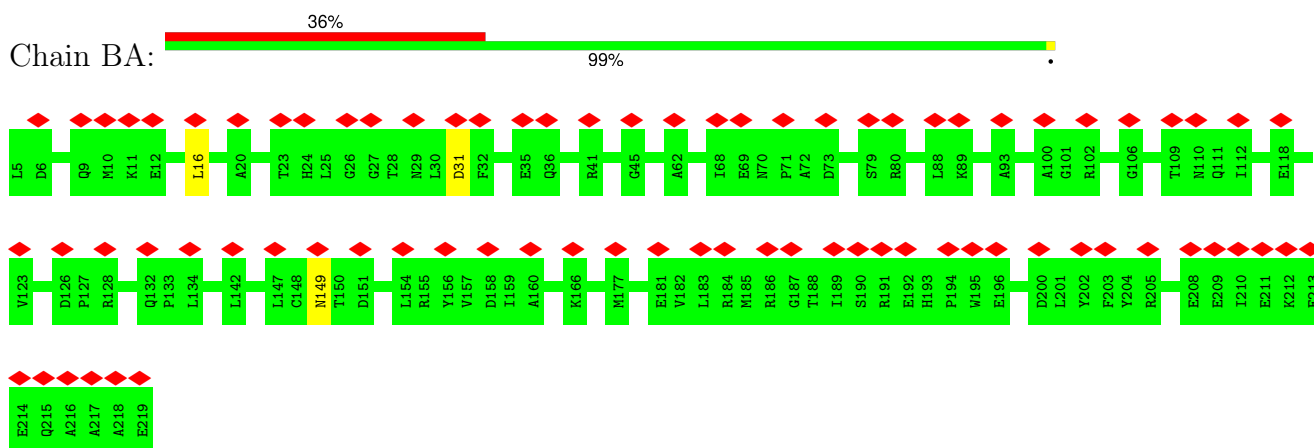 36%
Chain BA:
99%
•
L5 D6 Q9 M10 K11 E12 L16 A20 T23 H24 L25 G26 G27 T28 N29 L30 D31 F32 E35 Q36 R41 G45 A62 I68 E69 N70 P71 A72 D73 S79 R80 L88 K89 A93 A100 G101 R102 G106 T109 N110 Q111 I112 E118
V123 D126 P127 R128 Q132 P133 L134 L142 L147 C148 N149 T150 D151 L154 R155 Y156 V157 D158 I159 A160 K166 M177 E181 V182 L183 R184 M185 R186 G187 T188 I189 S190 R191 E192 H193 P194 W195 E196 D200 L201 Y202 F203 Y204 R205 E208 E209 I210 E211 K212
E214 Q215 A216 A217 A218 E219